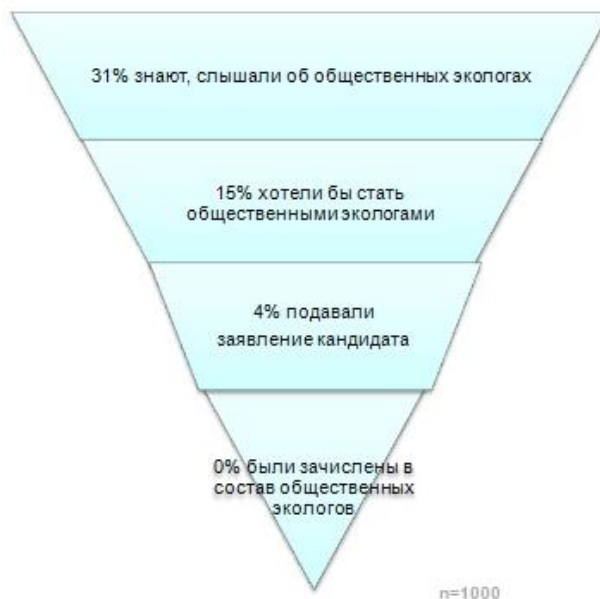 31% знают, слышали об общественных экологах
15% хотели бы стать
общественными экологами
4% подавали
заявление кандидата
0% были зачислены в
состав общественных
экологов
n=1000